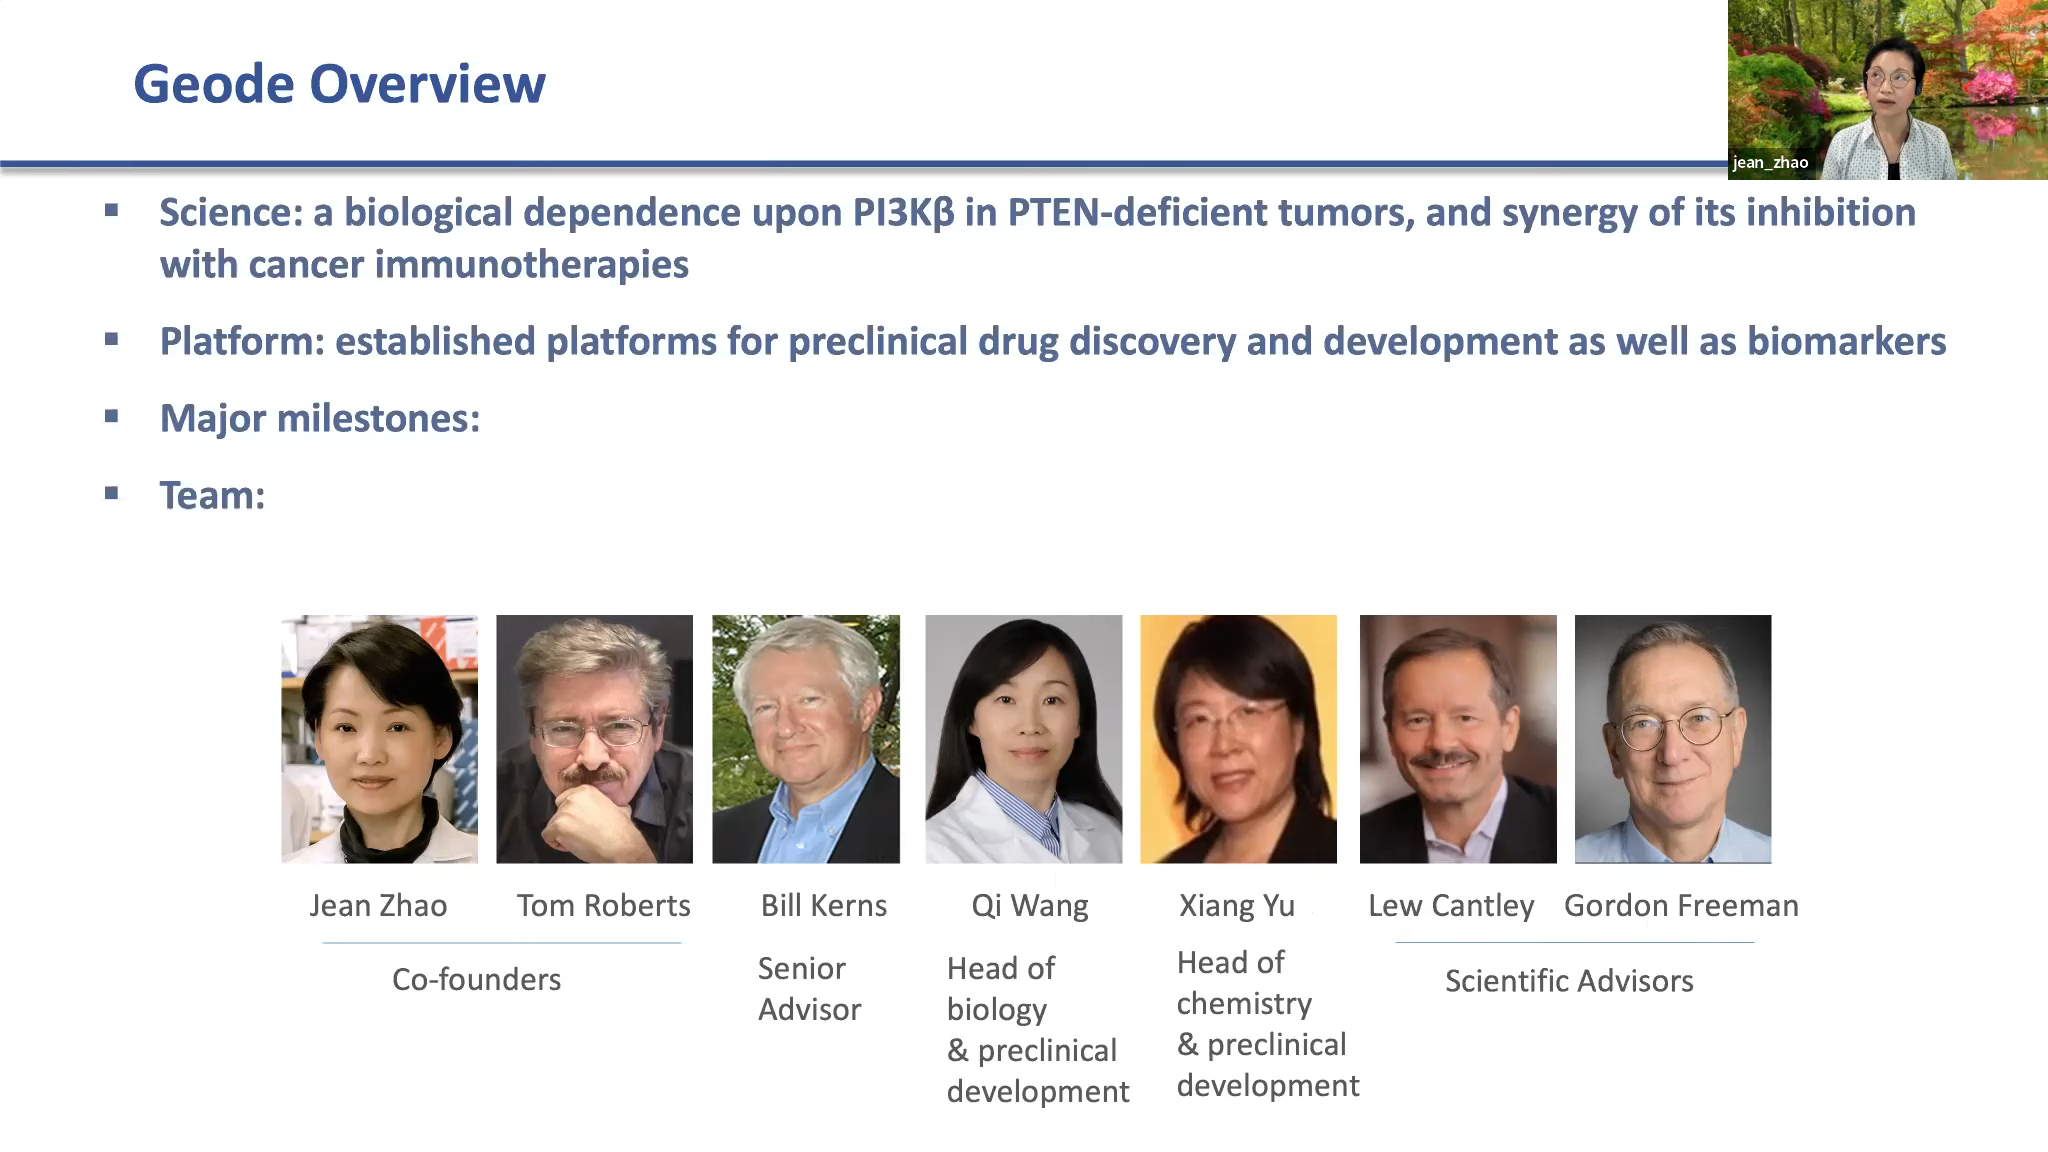 Geode Overview
jean_zhao
▪ Science: a biological dependence upon PI3Kβ in PTEN-deficient tumors, and synergy of its inhibition
with cancer immunotherapies
▪ Platform: established platforms for preclinical drug discovery and development as well as biomarkers
▪ Major milestones:
▪ Team:
Jean Zhao
Tom Roberts
Co-founders
Bill Kerns
Senior
Advisor
Qi Wang
Head of
biology
& preclinical
development
Xiang Yu
Head of
chemistry
& preclinical
development
Lew Cantley
Gordon Freeman
Scientific Advisors